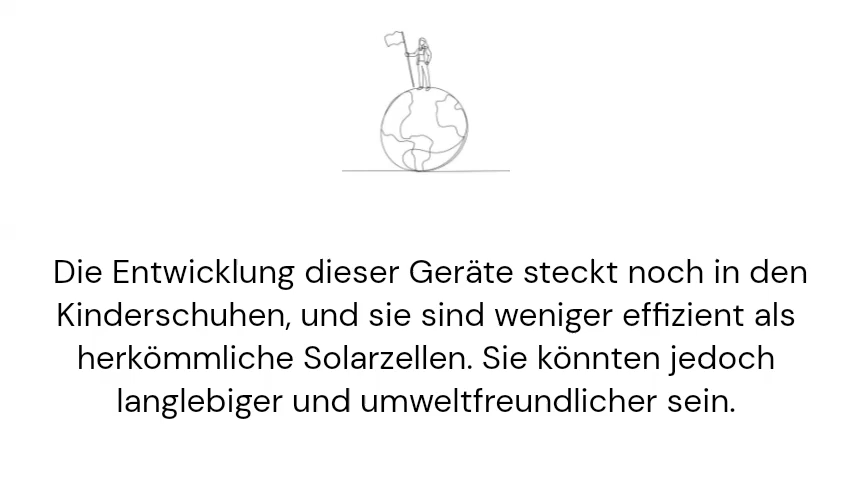 Die Entwicklung dieser Geräte steckt noch in den
Kinderschuhen, und sie sind weniger effizient als
herkömmliche Solarzellen. Sie könnten jedoch
langlebiger und umweltfreundlicher sein.